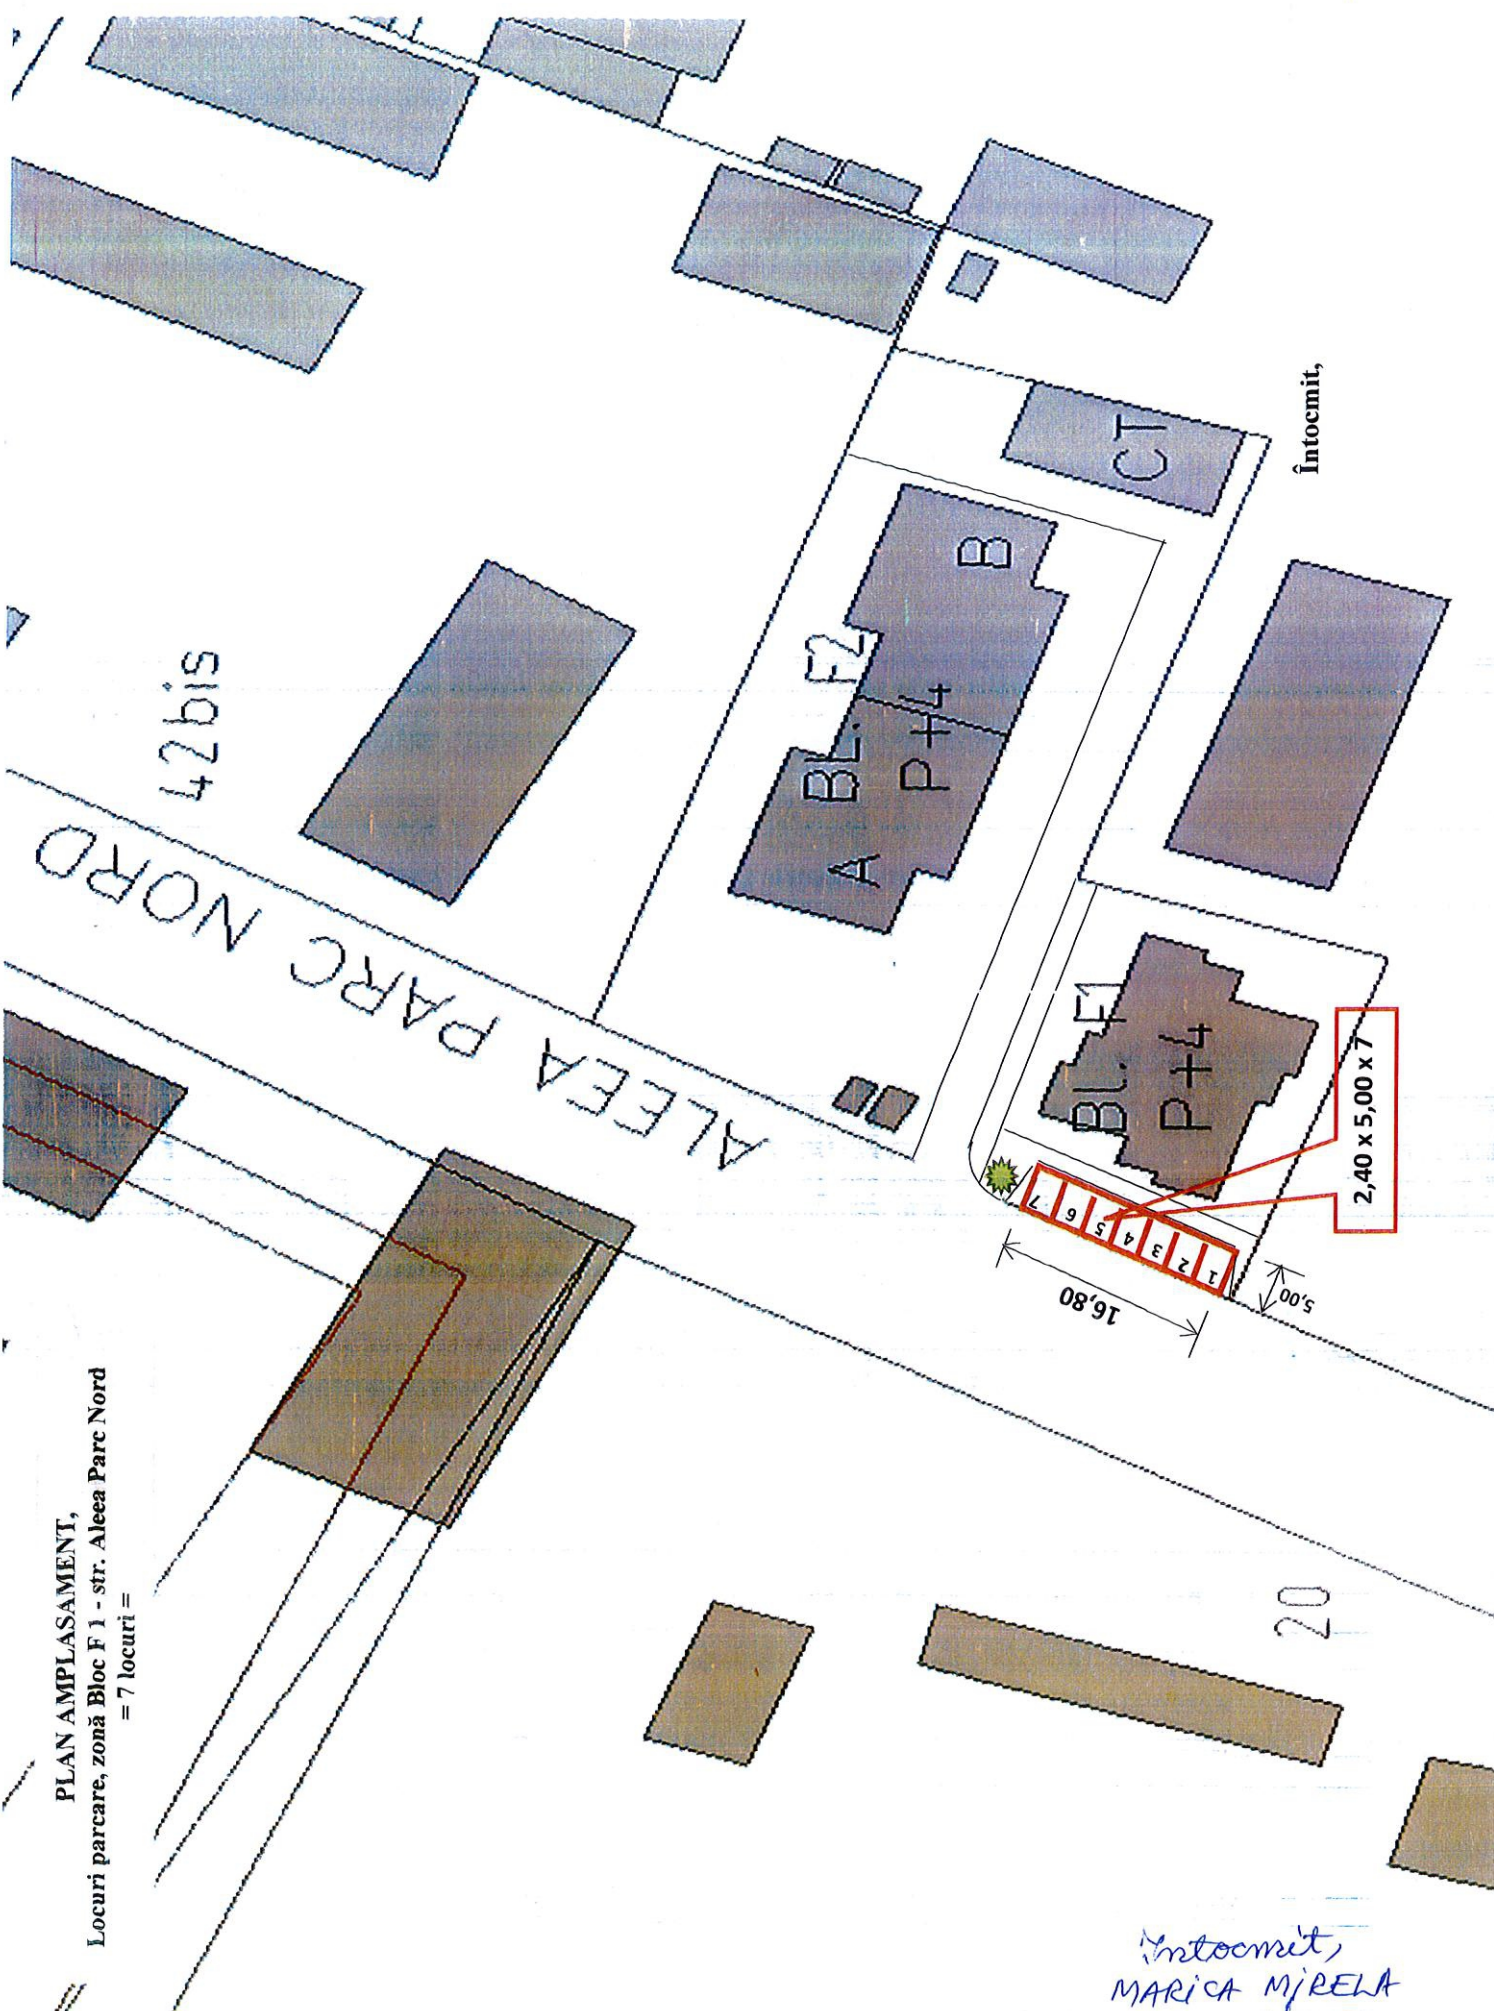 PLAN AMPLASAMENT,
Locuri parcare, zonă Bloc F 1 - str. Aleea Parc Nord
= 7 locuri =
42bis
ALEEA PARC NORD
A BL. F2 B
P+4
CT
BL. F1
P+4
1
2
3
4
5
6
7
16,80
5,00
2,40 x 5,00 x 7
20
Întocmit,
Intocmit,
MARICA MIRELA